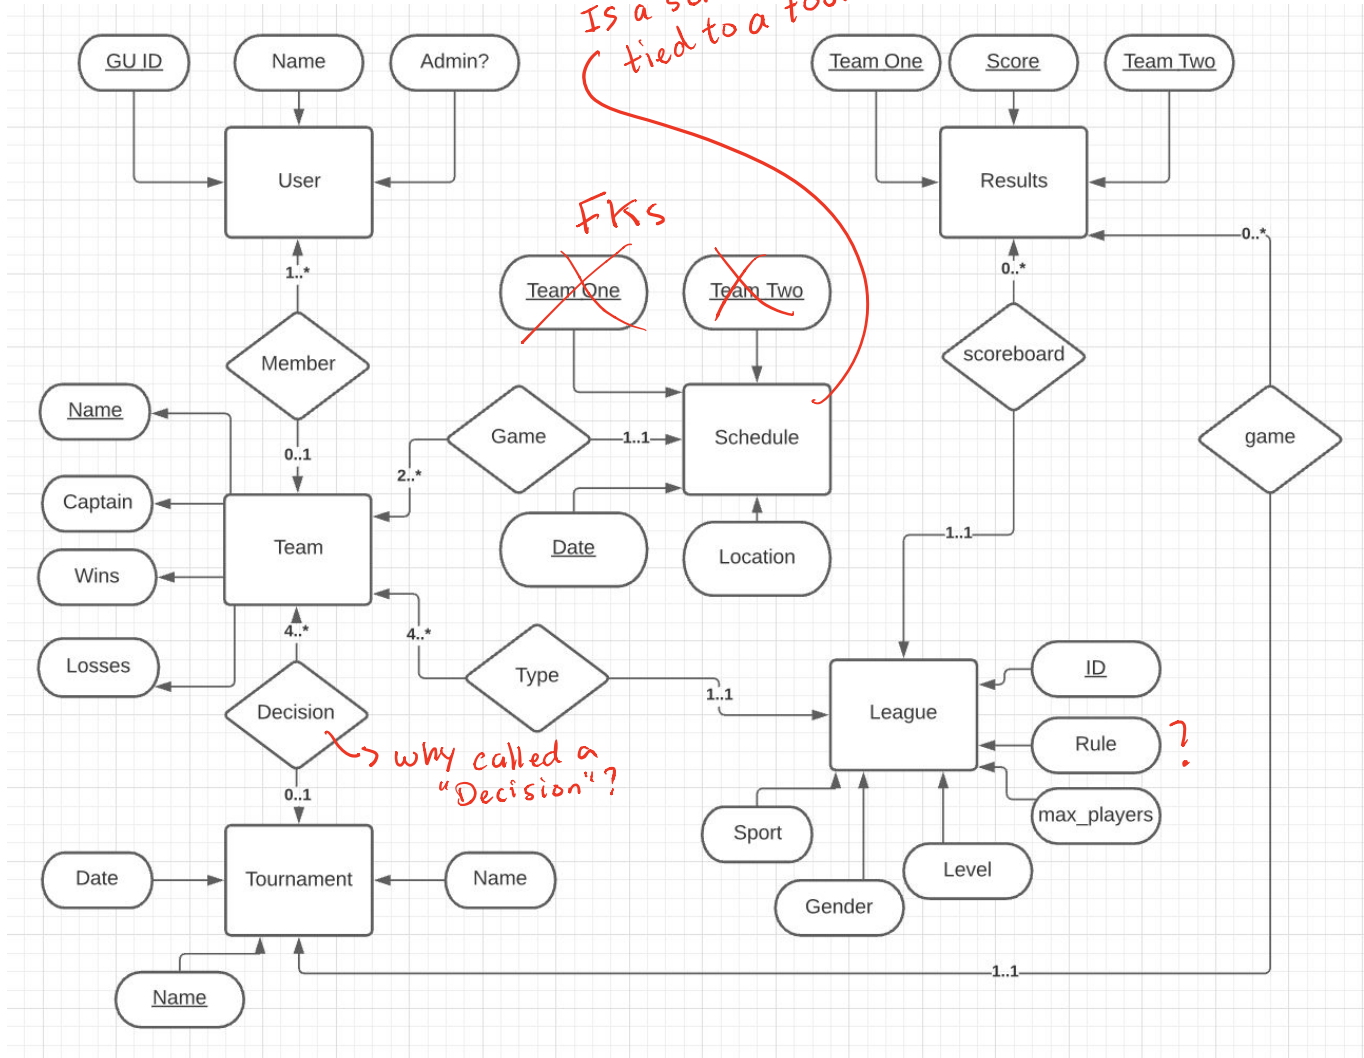 Is a
tied to a
GU ID
Name
Admin?
Team One
Score
Team Two
User
Results
FKs
0..*
1..*
0..*
Team One
Team Two
Member
scoreboard
Name
Game
1..1
Schedule
game
0..1
2..*
Captain
Team
Date
Location
1..1
Wins
4..*
4..*
Losses
Type
1..1
ID
Decision
League
Rule
?
why called a
"Decision"?
0..1
max_players
Sport
Date
Tournament
Name
Level
Gender
1..1
Name